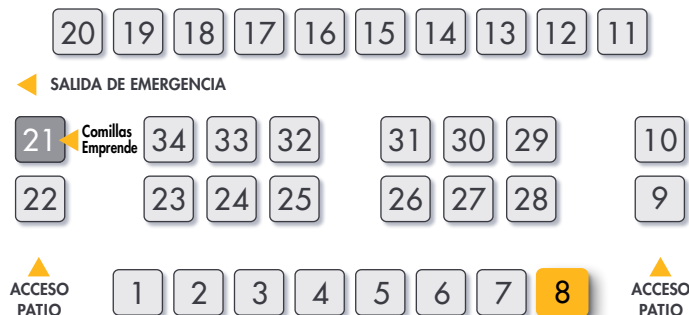 20 19 18 17 16 15 14 13 12 11
SALIDA DE EMERGENCIA
21 Comillas Emprende 34 33 32 31 30 29 10
22 23 24 25 26 27 28 9
ACCESO PATIO 1 2 3 4 5 6 7 8 ACCESO PATIO